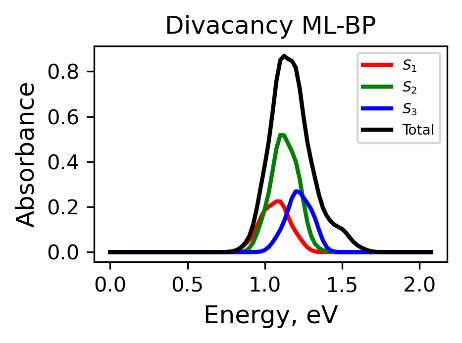 Divacancy ML-BP
Absorbance
0.8
0.6
0.4
0.2
0.0
S₁
S₂
S₃
Total
0.0 0.5 1.0 1.5 2.0
Energy, eV